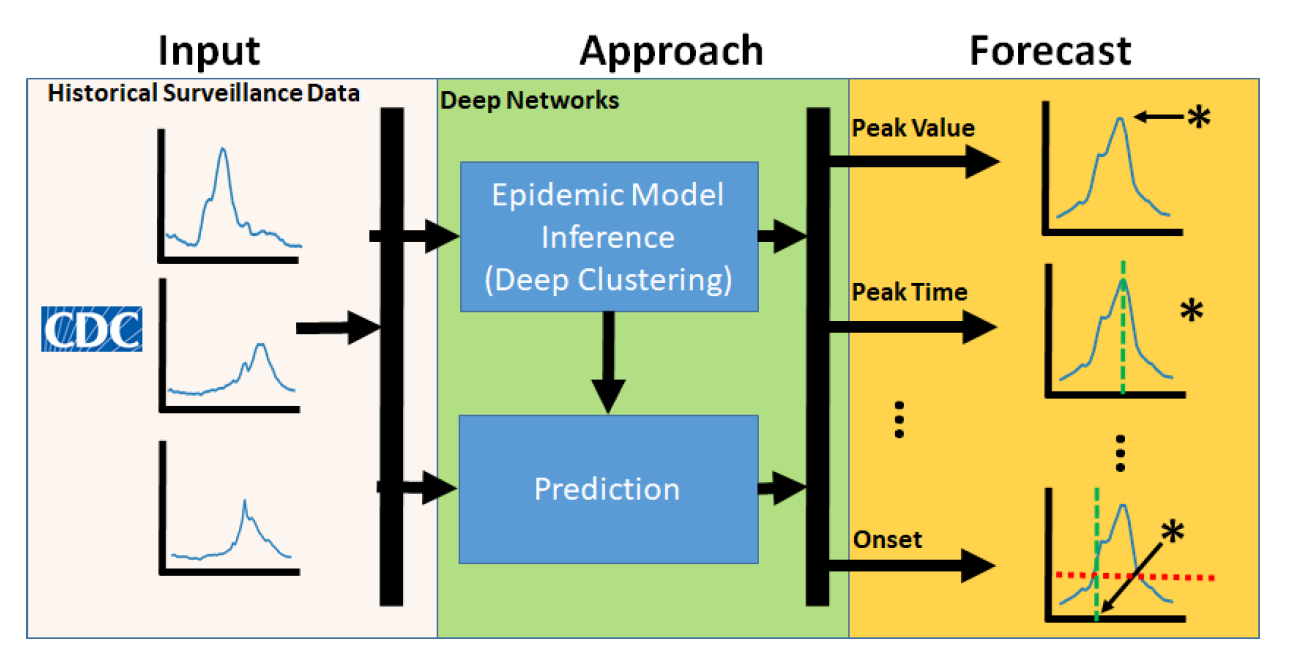 Input
Approach
Forecast
Historical Surveillance Data
Deep Networks
Peak Value
*
Epidemic Model
Inference
(Deep Clustering)
CDC
Peak Time
*
Prediction
Onset
*